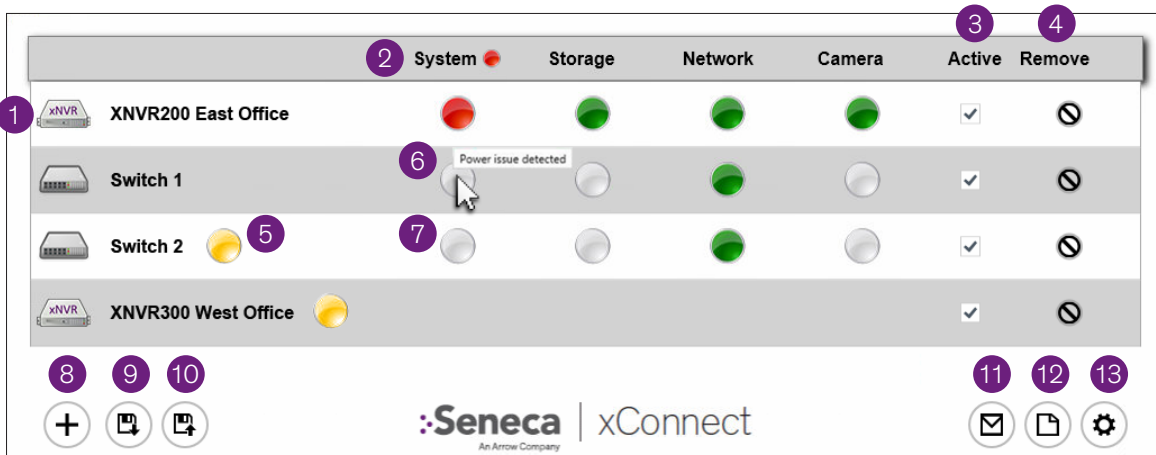 3 4
2 System Storage Network Camera Active Remove
1 xNVR XNVR200 East Office
6 Power issue detected
Switch 1
Switch 2 5 7
xNVR XNVR300 West Office
8 9 10 11 12 13
:Seneca | xConnect
An Arrow Company